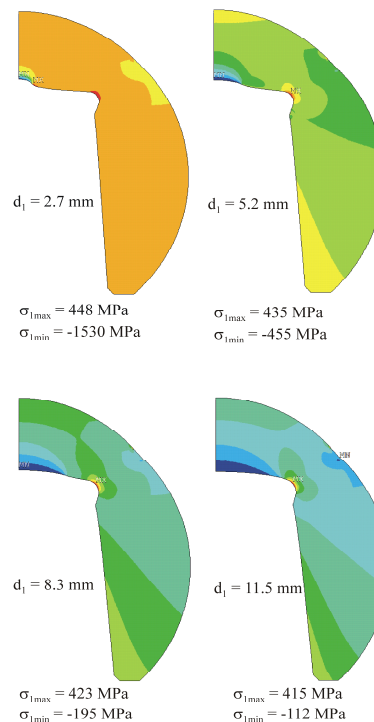 d₁ = 2.7 mm
σ₁ₘₐₓ = 448 MPa
σ₁ₘᵢₙ = -1530 MPa
d₁ = 5.2 mm
σ₁ₘₐₓ = 435 MPa
σ₁ₘᵢₙ = -455 MPa
d₁ = 8.3 mm
σ₁ₘₐₓ = 423 MPa
σ₁ₘᵢₙ = -195 MPa
MN
d₁ = 11.5 mm
σ₁ₘₐₓ = 415 MPa
σ₁ₘᵢₙ = -112 MPa